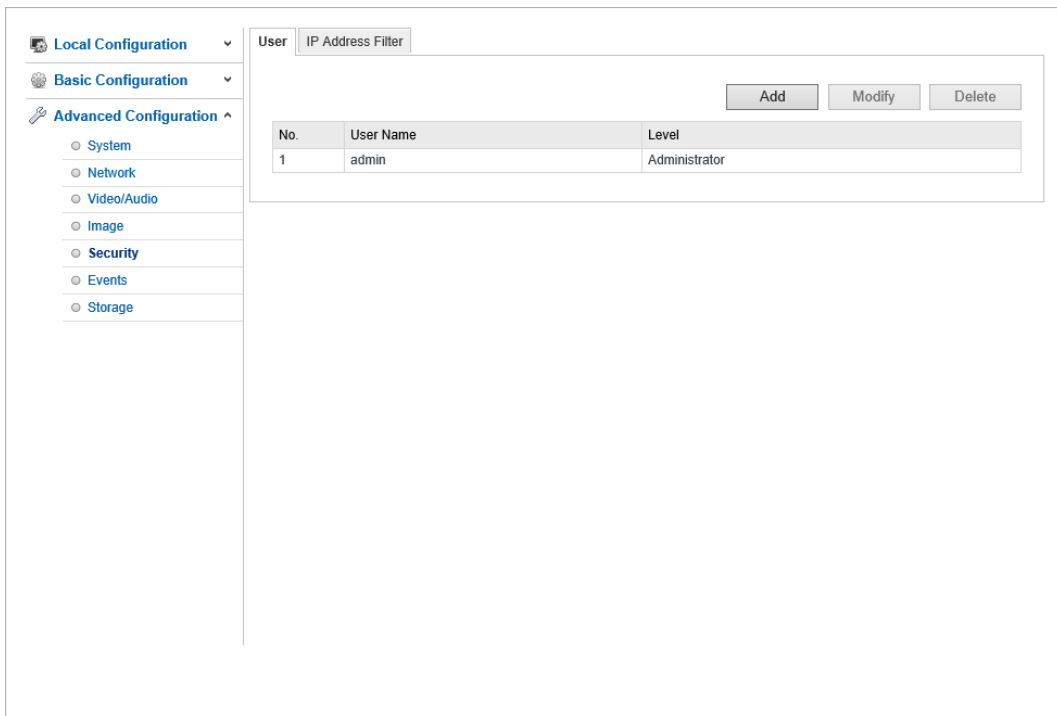 Local Configuration
Basic Configuration
Advanced Configuration
System
Network
Video/Audio
Image
Security
Events
Storage
User IP Address Filter
Add Modify Delete
No. User Name Level
1 admin Administrator